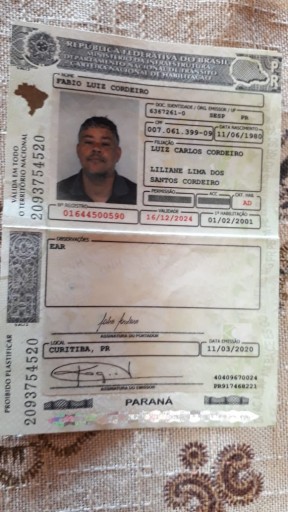 REPÚBLICA FEDERATIVA DO BRASIL
MINISTÉRIO DA INFRAESTRUTURA
DEPARTAMENTO NACIONAL DE TRÂNSITO
CARTEIRA NACIONAL DE HABILITAÇÃO
PR
NOME
FABIO LUIZ CORDEIRO
DOC. IDENTIDADE / ÓRG. EMISSOR / UF
6367261-0 SESP PR
CPF
DATA NASCIMENTO
007.061.399-09
11/06/1980
FILIAÇÃO
LUIZ CARLOS CORDEIRO
LILIANE LIMA DOS
SANTOS CORDEIRO
PERMISSÃO
ACC
CAT. HAB.
AD
Nº REGISTRO
VALIDADE
1ª HABILITAÇÃO
01644500590
16/12/2024
01/02/2001
VÁLIDA EM TODO
O TERRITÓRIO NACIONAL
2093754520
OBSERVAÇÕES
EAR
ASSINATURA DO PORTADOR
LOCAL
DATA EMISSÃO
CURITIBA, PR
11/03/2020
ASSINATURA DO EMISSOR
40409670024
PR917468223
PROIBIDO PLASTIFICAR
2093754520
PARANÁ